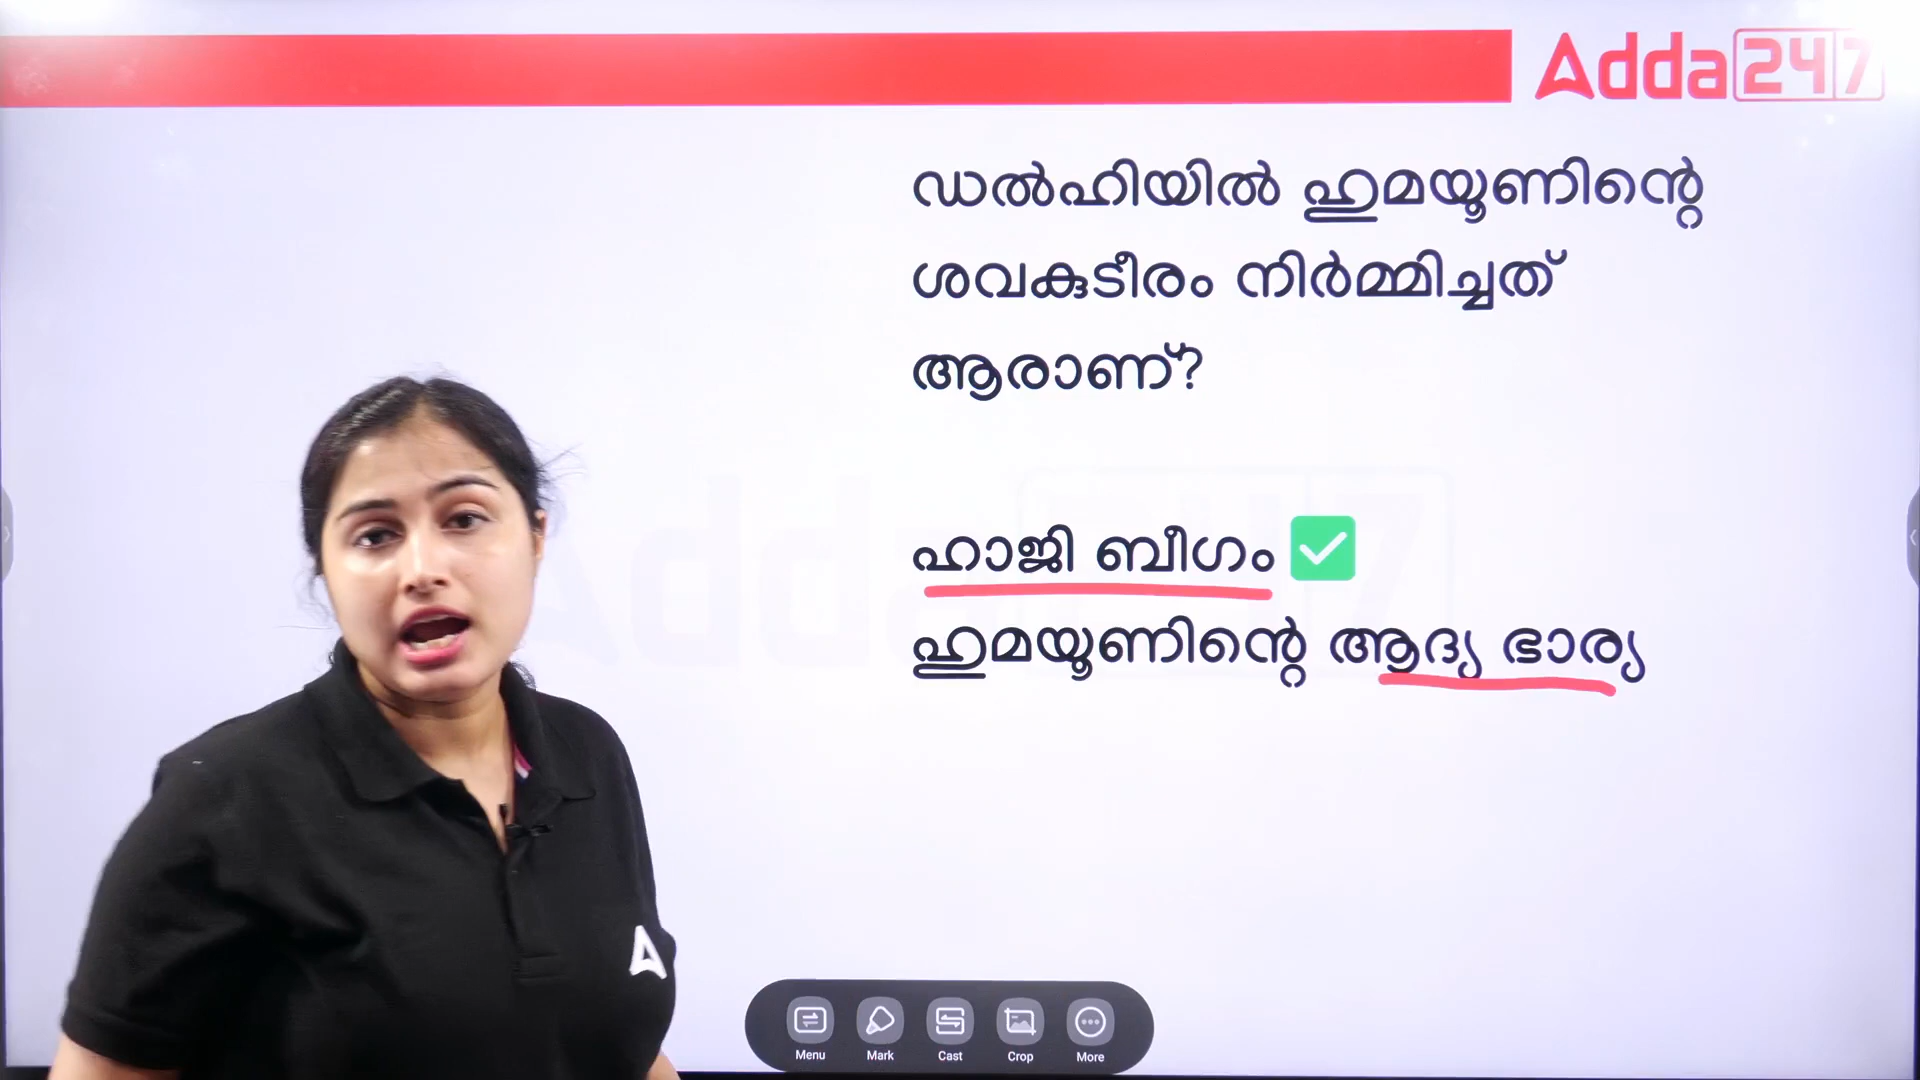 Adda247
ഡൽഹിയിൽ ഹുമയൂണിന്റെ
ശവകുടീരം നിർമ്മിച്ചത്
ആരാണ്?
ഹാജി ബീഗം ✅
ഹുമയൂണിന്റെ ആദ്യ ഭാര്യ
Menu Mark Cast Crop More